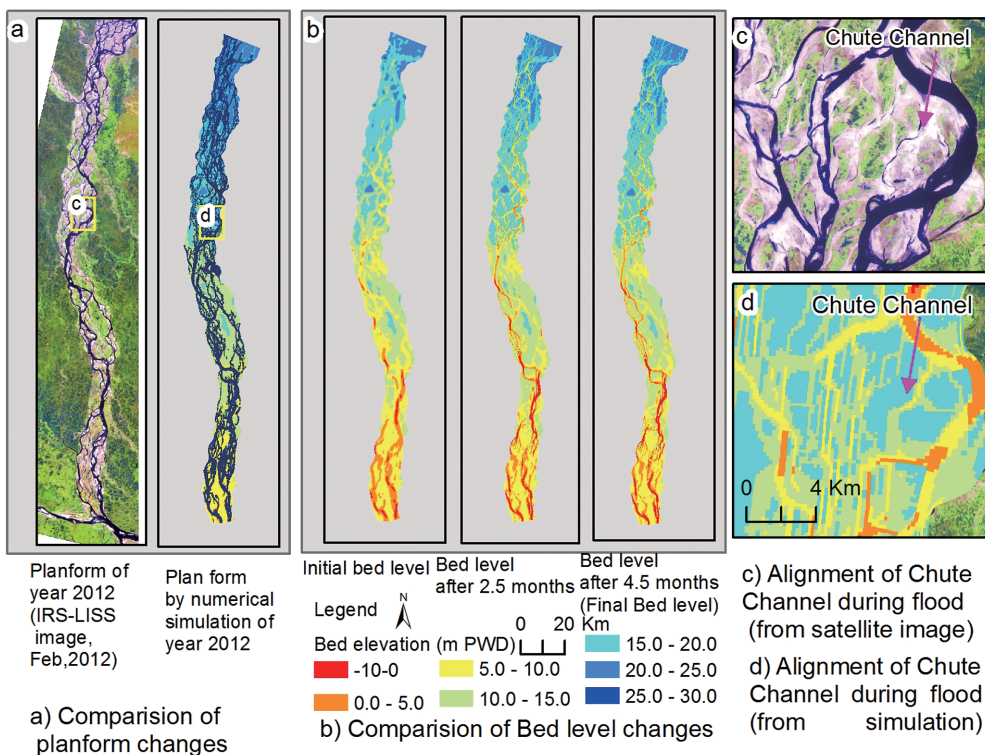 a
b
c
Chute Channel
c
d
d
Chute Channel
0 4 Km
Planform of
year 2012
(IRS-LISS
image,
Feb,2012)
Plan form
by numerical
simulation of
year 2012
a) Comparision of
planform changes
Initial bed level
Bed level
after 2.5 months
Bed level
after 4.5 months
(Final Bed level)
Legend
N
0 20
Km
Bed elevation (m PWD)
-10-0
0.0 - 5.0
5.0 - 10.0
10.0 - 15.0
15.0 - 20.0
20.0 - 25.0
25.0 - 30.0
b) Comparision of Bed level changes
c) Alignment of Chute
Channel during flood
(from satellite image)
d) Alignment of Chute
Channel during flood
(from simulation)